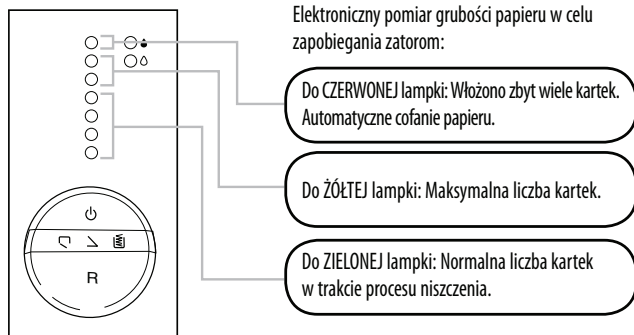 Elektroniczny pomiar grubości papieru w celu
zapobiegania zatorom:
Do CZERWONEJ lampki: Włożono zbyt wiele kartek.
Automatyczne cofanie papieru.
Do ŻÓŁTEJ lampki: Maksymalna liczba kartek.
Do ZIELONEJ lampki: Normalna liczba kartek
w trakcie procesu niszczenia.
R